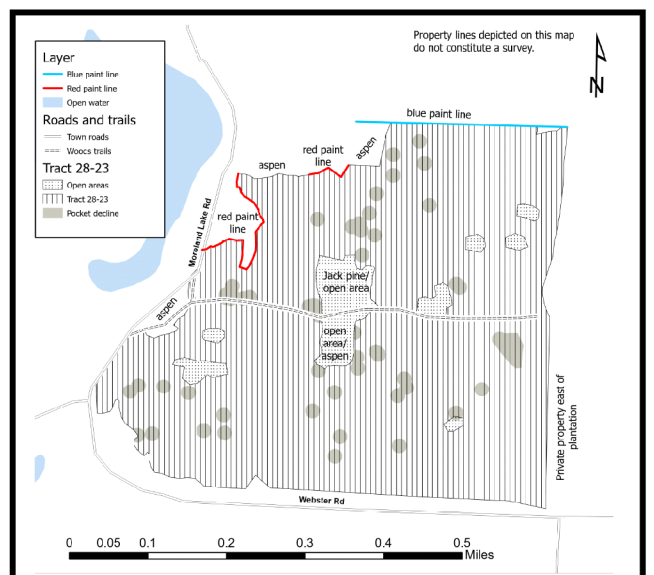 Property lines depicted on this map
do not constitute a survey.
N
Layer
Blue paint line
Red paint line
Open water
Roads and trails
Town roads
Woods trails
Tract 28-23
Open areas
Tract 28-23
Pocket decline
blue paint line
aspen
red paint
line
aspen
red paint
line
Moreland Lake Rd
aspen
Jack pine/
open area
open
area/
aspen
Private property east of
plantation
Webster Rd
0 0.05 0.1 0.2 0.3 0.4 0.5
Miles